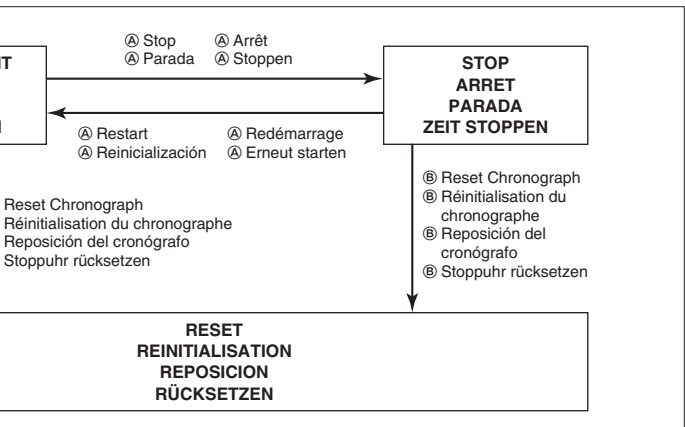 Ⓐ Stop Ⓐ Arrêt
Ⓐ Parada Ⓐ Stoppen
STOP
ARRET
PARADA
ZEIT STOPPEN
Ⓐ Restart Ⓐ Redémarrage
Ⓐ Reinicialización Ⓐ Erneut starten
Reset Chronograph
Réinitialisation du chronographe
Reposición del cronógrafo
Stoppuhr rücksetzen
Ⓑ Reset Chronograph
Ⓑ Réinitialisation du
chronographe
Ⓑ Reposición del
cronógrafo
Ⓑ Stoppuhr rücksetzen
RESET
REINITIALISATION
REPOSICION
RÜCKSETZEN